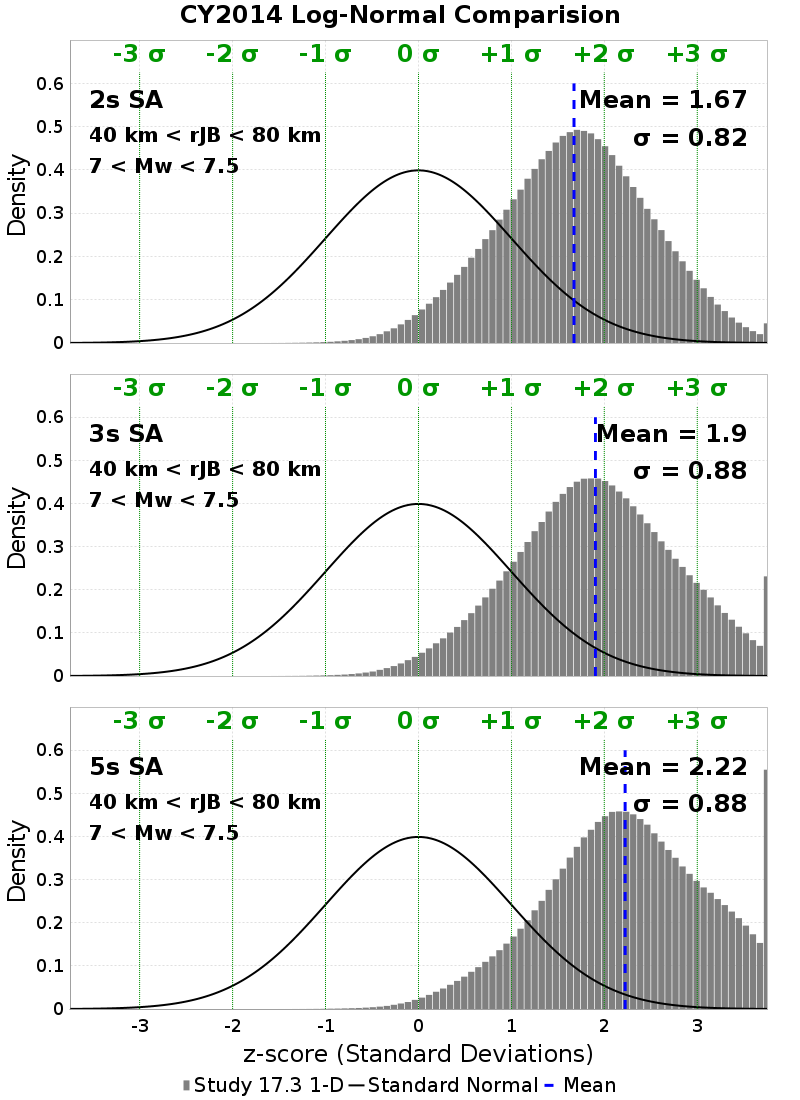 CY2014 Log-Normal Comparision
-3 σ -2 σ -1 σ 0 σ +1 σ +2 σ +3 σ
0.6
2s SA Mean = 1.67
0.5
40 km < rJB < 80 km σ = 0.82
7 < Mw < 7.5
0.4
0.3
0.2
0.1
0
Density
-3 σ -2 σ -1 σ 0 σ +1 σ +2 σ +3 σ
0.6
3s SA Mean = 1.9
0.5
40 km < rJB < 80 km σ = 0.88
7 < Mw < 7.5
0.4
0.3
0.2
0.1
0
Density
-3 σ -2 σ -1 σ 0 σ +1 σ +2 σ +3 σ
0.6
5s SA Mean = 2.22
0.5
40 km < rJB < 80 km σ = 0.88
7 < Mw < 7.5
0.4
0.3
0.2
0.1
0
Density
-3 -2 -1 0 1 2 3
z-score (Standard Deviations)
Study 17.3 1-D Standard Normal Mean